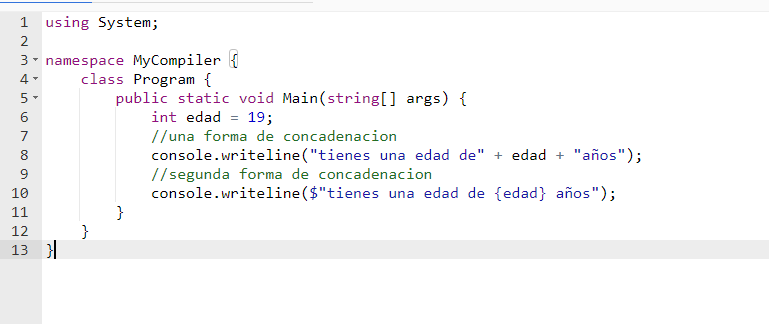 1 using System;
2
3 namespace MyCompiler {
4 class Program {
5 public static void Main(string[] args) {
6 int edad = 19;
7 //una forma de concadenacion
8 console.writeline("tienes una edad de" + edad + "años");
9 //segunda forma de concadenacion
10 console.writeline($"tienes una edad de {edad} años");
11 }
12 }
13 }